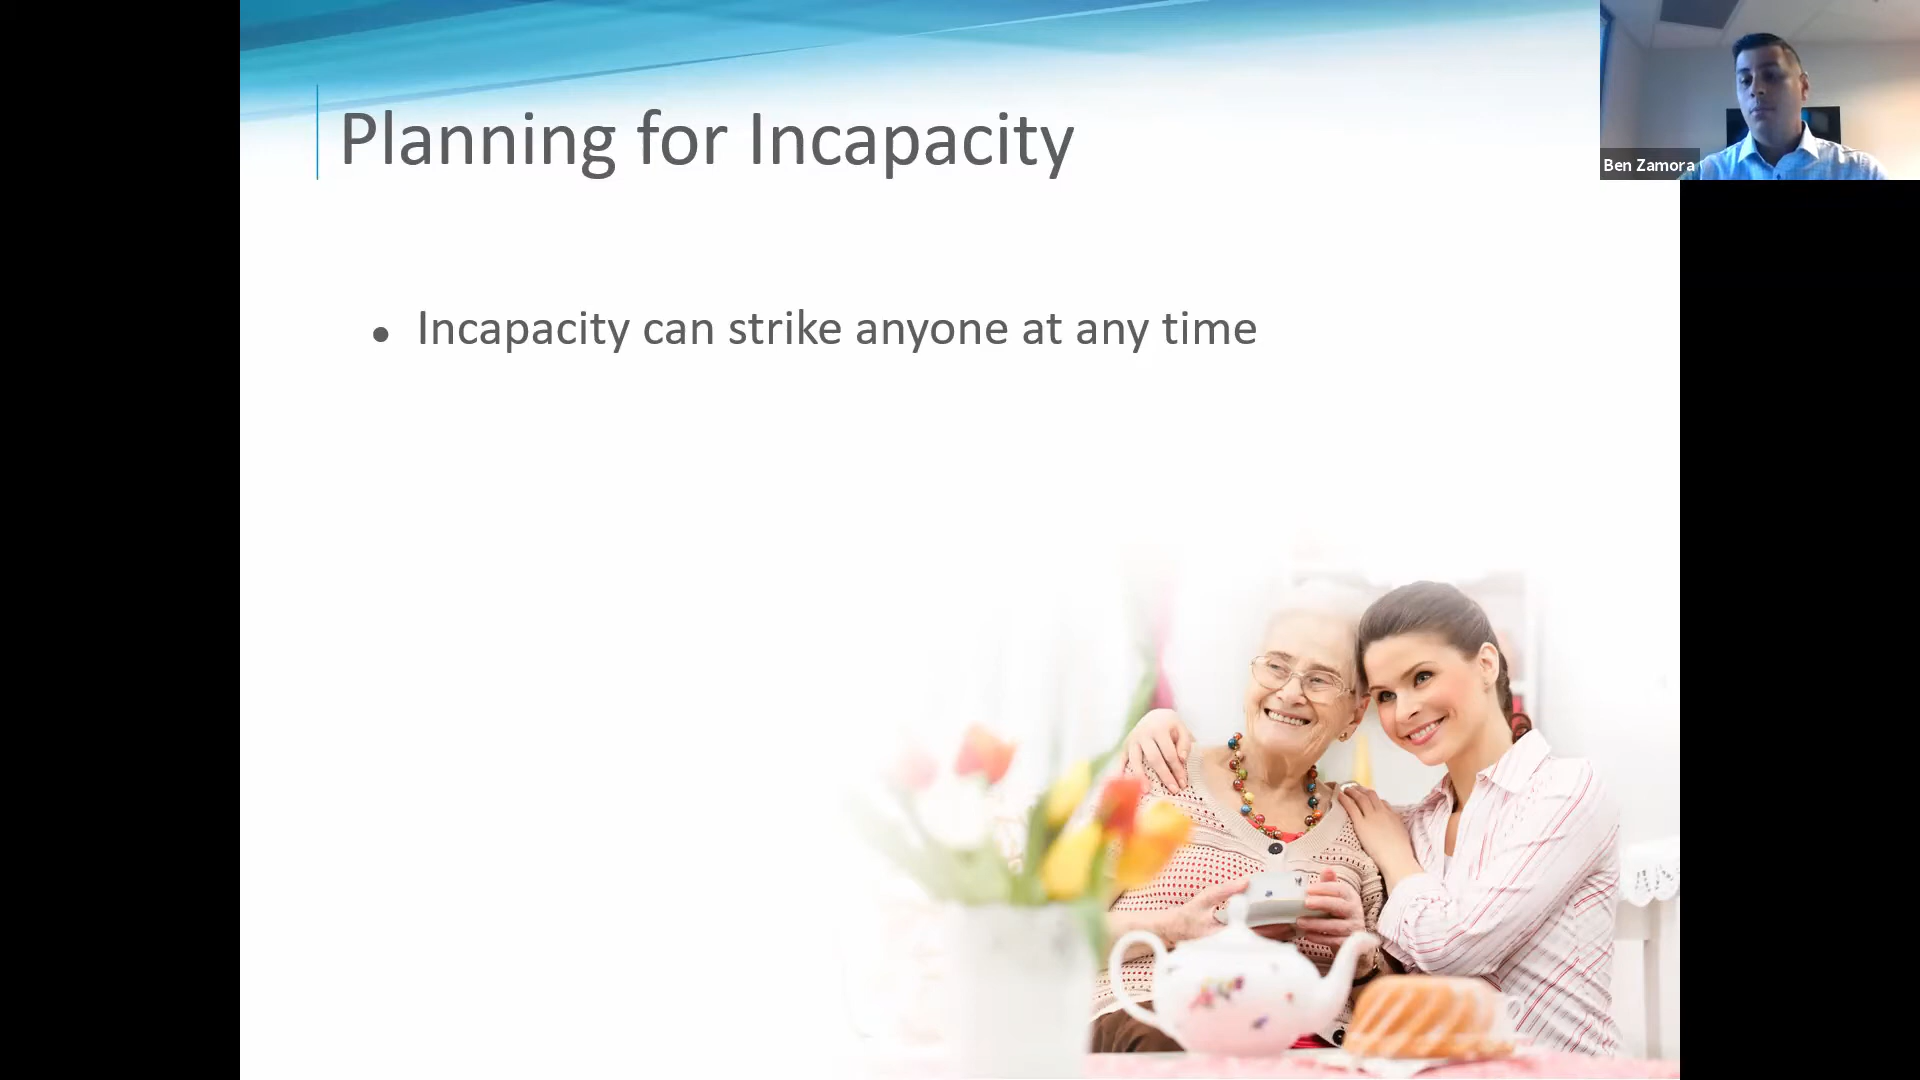 Planning for Incapacity
Ben Zamora
● Incapacity can strike anyone at any time